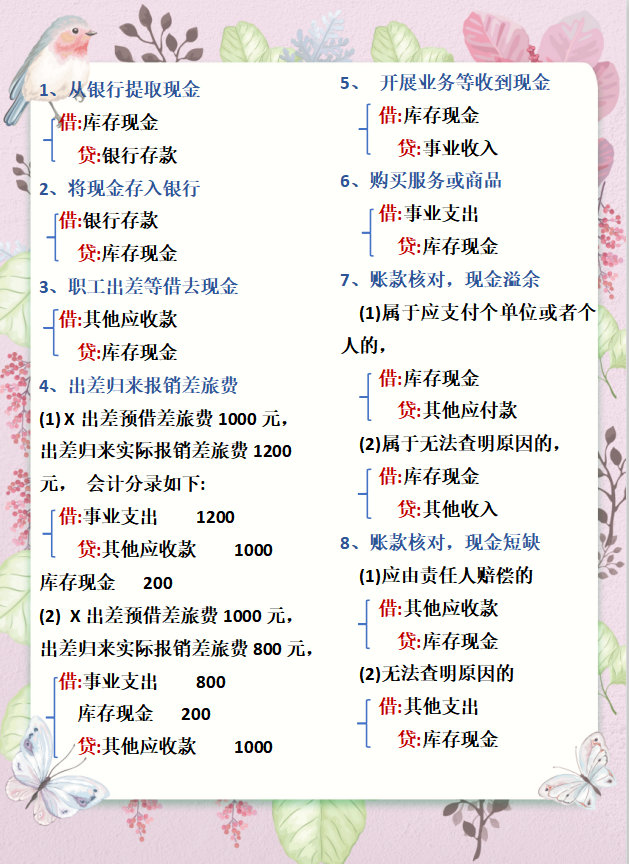 1、从银行提取现金
借:库存现金
贷:银行存款
2、将现金存入银行
借:银行存款
贷:库存现金
3、职工出差等借去现金
借:其他应收款
贷:库存现金
4、出差归来报销差旅费
(1) X 出差预借差旅费 1000 元,
出差归来实际报销差旅费 1200
元， 会计分录如下:
借:事业支出 1200
贷:其他应收款 1000
库存现金 200
(2) X 出差预借差旅费 1000 元,
出差归来实际报销差旅费 800 元,
借:事业支出 800
库存现金 200
贷:其他应收款 1000
5、 开展业务等收到现金
借:库存现金
贷:事业收入
6、购买服务或商品
借:事业支出
贷:库存现金
7、账款核对，现金溢余
(1)属于应支付个单位或者个
人的,
借:库存现金
贷:其他应付款
(2)属于无法查明原因的,
借:库存现金
贷:其他收入
8、账款核对，现金短缺
(1)应由责任人赔偿的
借:其他应收款
贷:库存现金
(2)无法查明原因的
借:其他支出
贷:库存现金